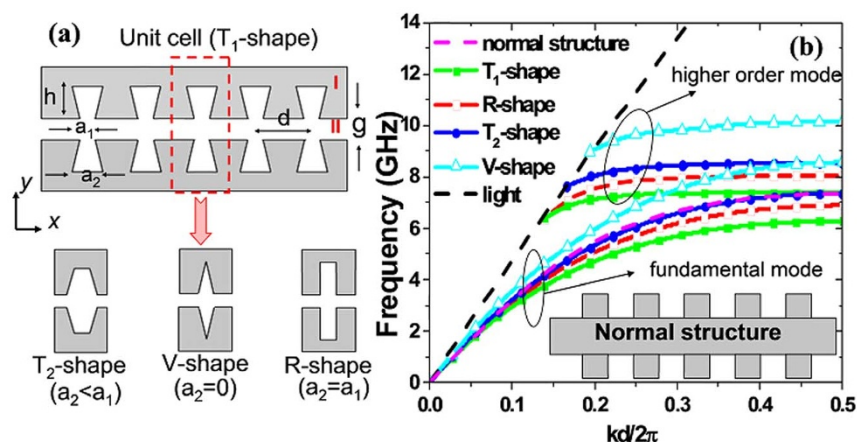 (a)
Unit cell (T₁-shape)
h
I
II
g
a₁
d
a₂
y
x
T₂-shape
(a₂<a₁)
V-shape
(a₂=0)
R-shape
(a₂=a₁)
(b)
Frequency (GHz)
14
12
10
8
6
4
2
0
normal structure
T₁-shape
R-shape
T₂-shape
V-shape
light
higher order mode
fundamental mode
Normal structure
0.0 0.1 0.2 0.3 0.4 0.5
kd/2π